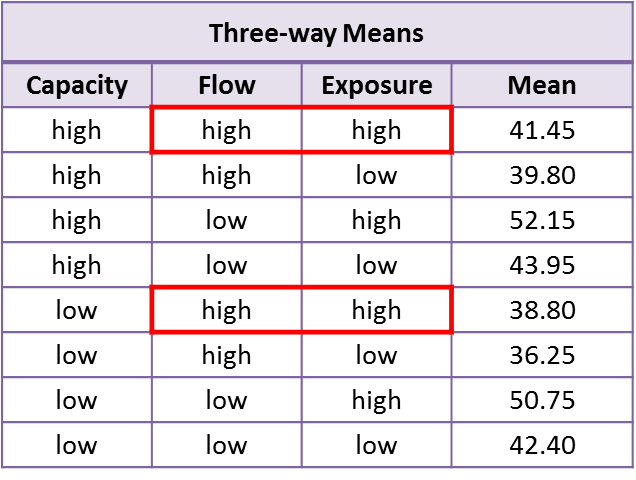 Three-way Means
Capacity Flow Exposure Mean
high high high 41.45
high high low 39.80
high low high 52.15
high low low 43.95
low high high 38.80
low high low 36.25
low low high 50.75
low low low 42.40